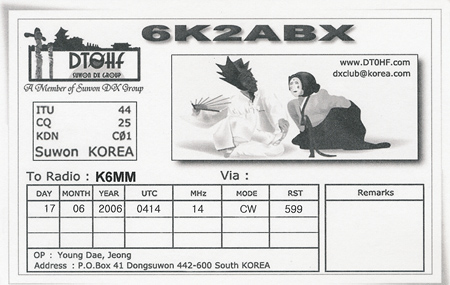 6K2ABX
DTOHF
SUWON DX GROUP
A Member of Suwon DX Group
www.DT0HF.com
dxclub@korea.com
ITU 44
CQ 25
KDN CØ1
Suwon KOREA
To Radio : K6MM Via :
DAY MONTH YEAR UTC MHz MODE RST Remarks
17 06 2006 0414 14 CW 599
OP : Young Dae, Jeong
Address : P.O.Box 41 Dongsuwon 442-600 South KOREA